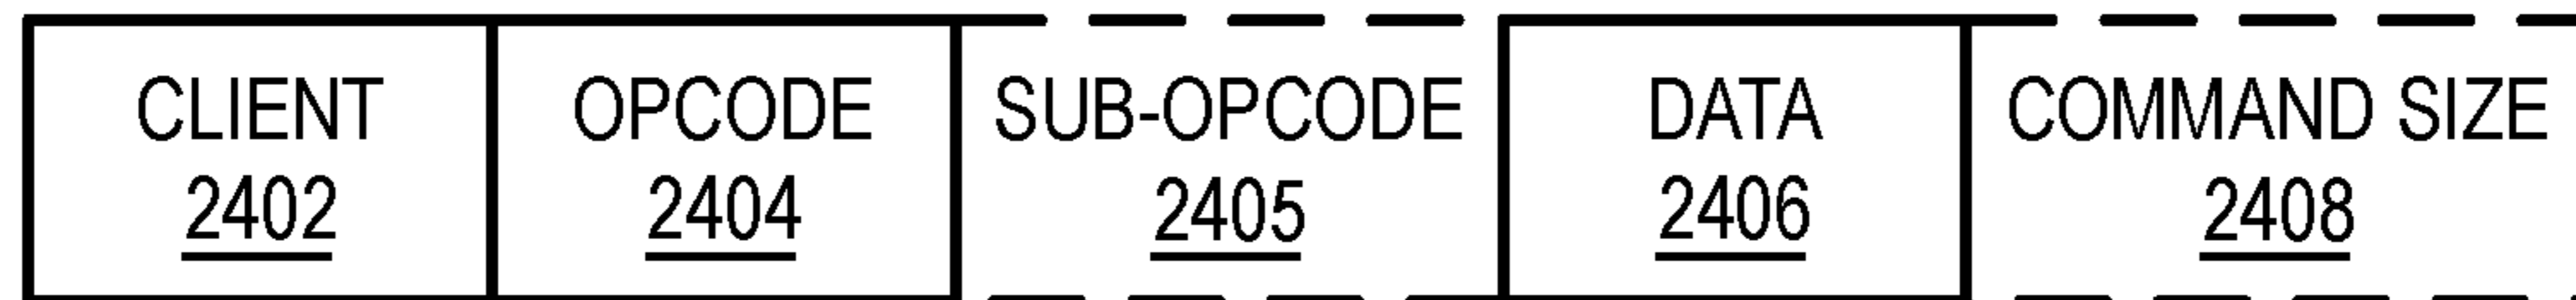 CLIENT OPCODE SUB-OPCODE DATA COMMAND SIZE
2402 2404 2405 2406 2408